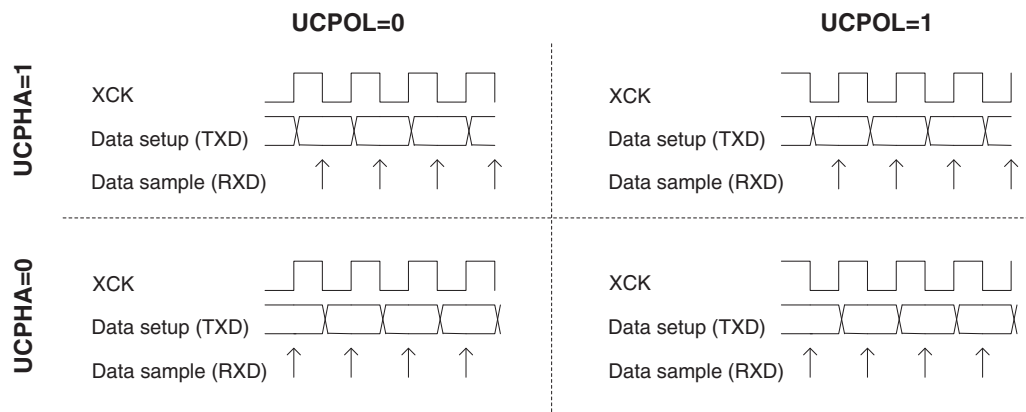 UCPOL=0 UCPOL=1
UCPHA=1
XCK XCK
Data setup (TXD) Data setup (TXD)
Data sample (RXD) Data sample (RXD)
UCPHA=0
XCK XCK
Data setup (TXD) Data setup (TXD)
Data sample (RXD) Data sample (RXD)